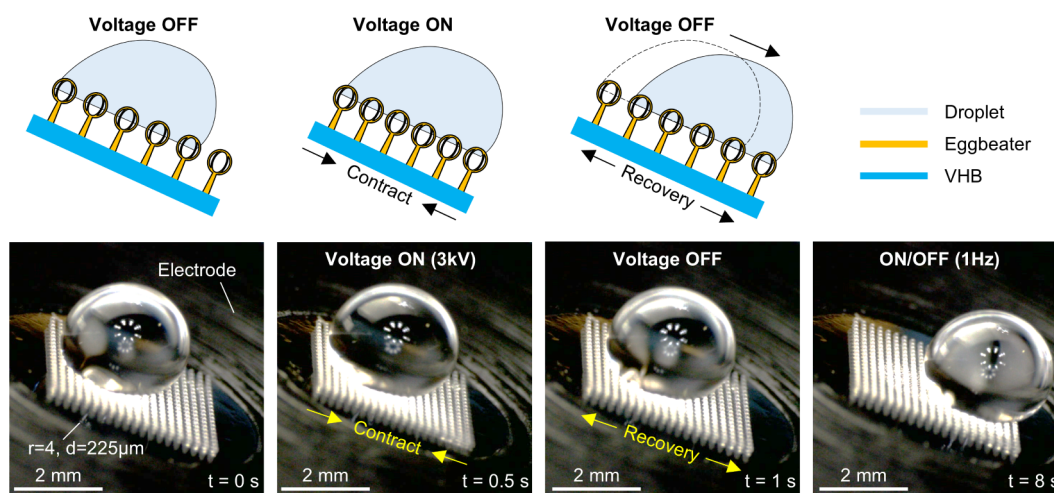 Voltage OFF
Voltage ON
Voltage OFF
Contract
Recovery
Droplet
Eggbeater
VHB
Electrode
r=4, d=225μm
2 mm
t = 0 s
Voltage ON (3kV)
Contract
2 mm
t = 0.5 s
Voltage OFF
Recovery
2 mm
t = 1 s
ON/OFF (1Hz)
2 mm
t = 8 s